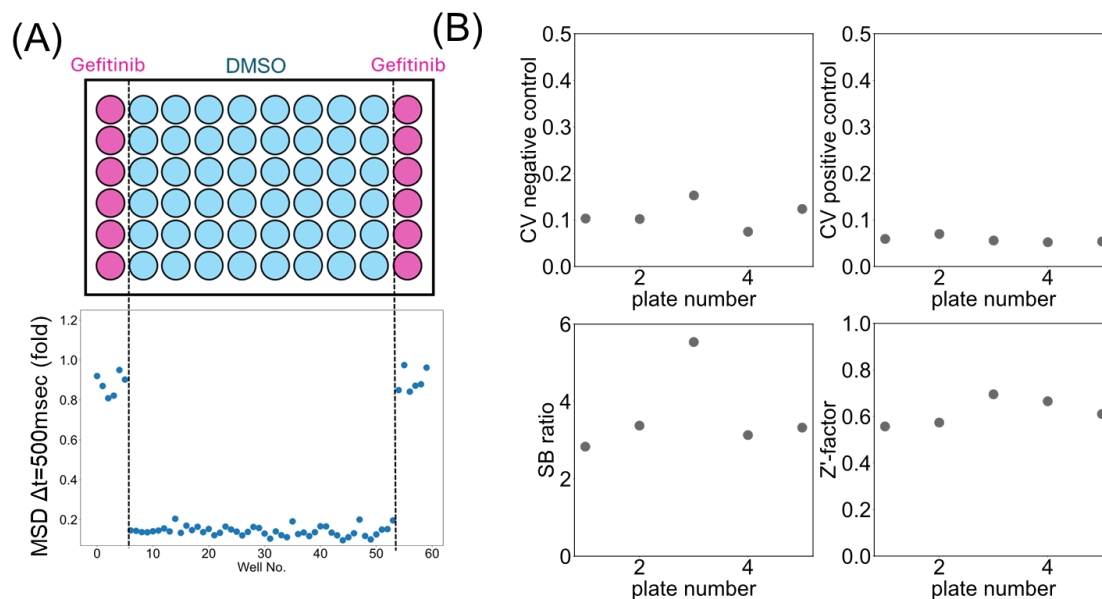 (A)
Gefitinib DMSO Gefitinib
MSD Δt=500msec (fold)
1.2
1.0
0.8
0.6
0.4
0.2
0 10 20 30 40 50 60
Well No.
(B)
CV negative control
0.5
0.4
0.3
0.2
0.1
0.0
2 4
plate number
CV positive control
0.5
0.4
0.3
0.2
0.1
0.0
2 4
plate number
SB ratio
6
4
2
0
2 4
plate number
Z'-factor
1.0
0.8
0.6
0.4
0.2
0.0
2 4
plate number